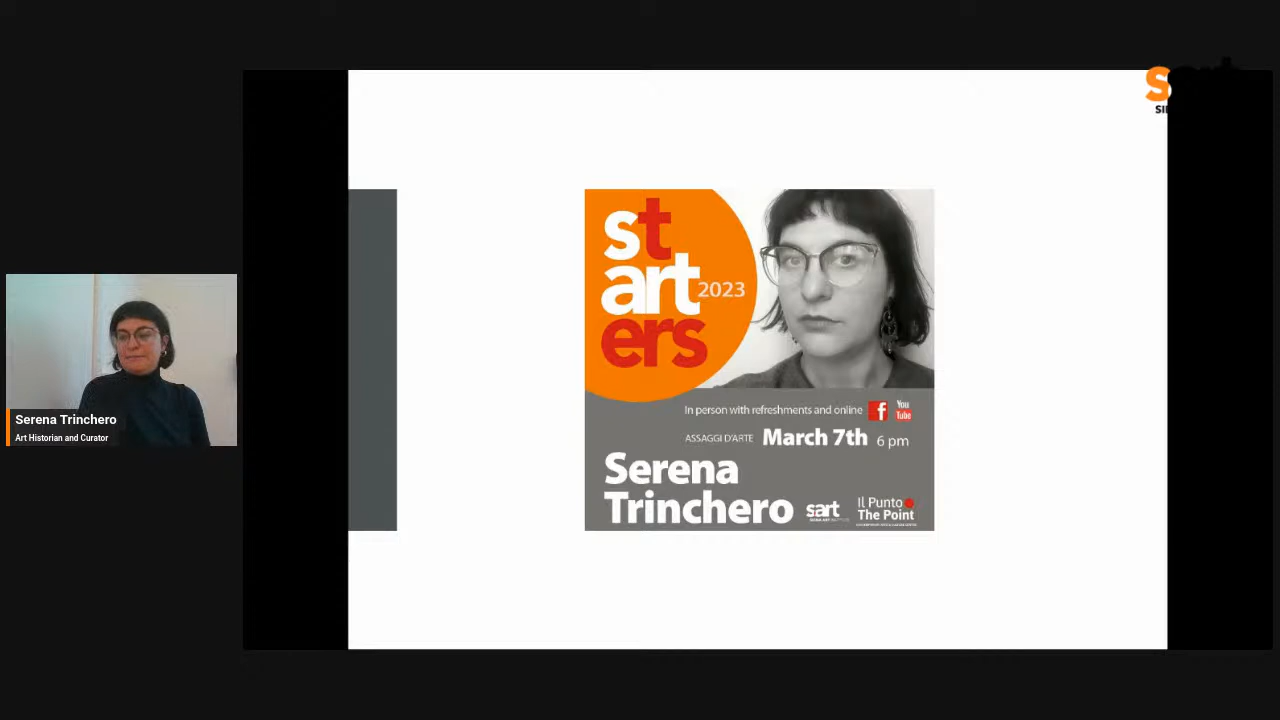 s
SI
st
art
2023
ers
In person with refreshments and online
f
You
Tube
ASSAGGI D'ARTE March 7th 6 pm
Serena
Trinchero
sart
Il Punto
The Point
Serena Trinchero
Art Historian and Curator